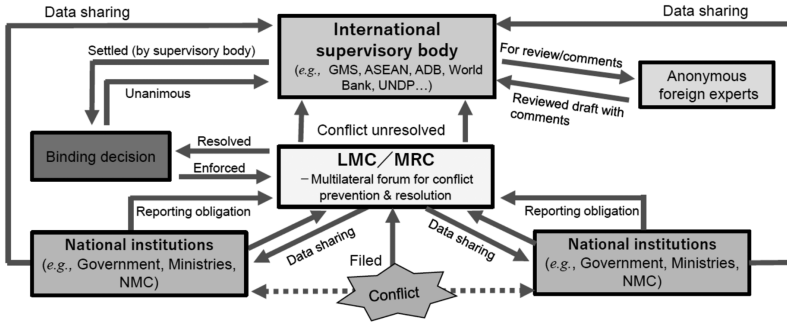 Data sharing
Data sharing
International
supervisory body
(e.g., GMS, ASEAN, ADB, World
Bank, UNDP…)
Settled (by supervisory body)
Unanimous
For review/comments
Reviewed draft with
comments
Anonymous
foreign experts
Conflict unresolved
Binding decision
Resolved
Enforced
LMC／MRC
–Multilateral forum for conflict
prevention & resolution
Reporting obligation
Reporting obligation
National institutions
(e.g., Government, Ministries,
NMC)
Data sharing
Filed
Data sharing
National institutions
(e.g., Government, Ministries,
NMC)
Conflict